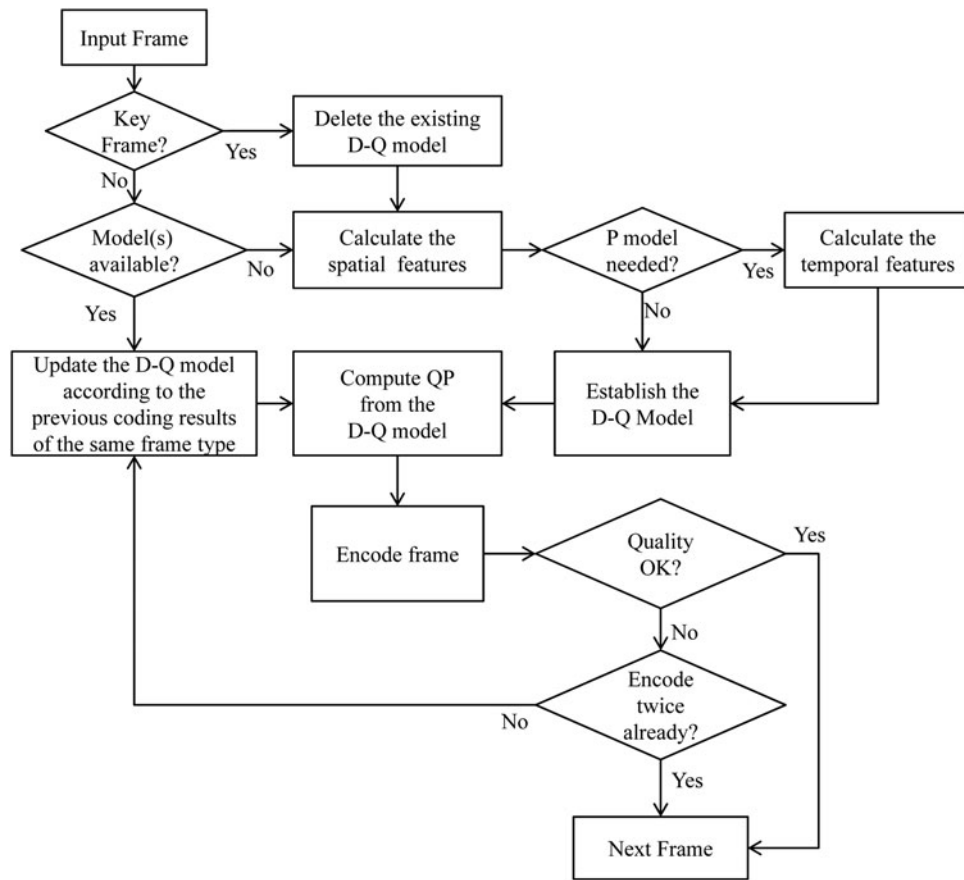 Input Frame
Key
Frame?
Yes
No
Delete the existing
D-Q model
Model(s)
available?
No
Yes
Calculate the
spatial features
P model
needed?
Yes
No
Calculate the
temporal features
Update the D-Q model
according to the
previous coding results
of the same frame type
Compute QP
from the
D-Q model
Establish the
D-Q Model
Encode frame
Quality
OK?
Yes
No
Encode
twice
already?
No
Yes
Next Frame